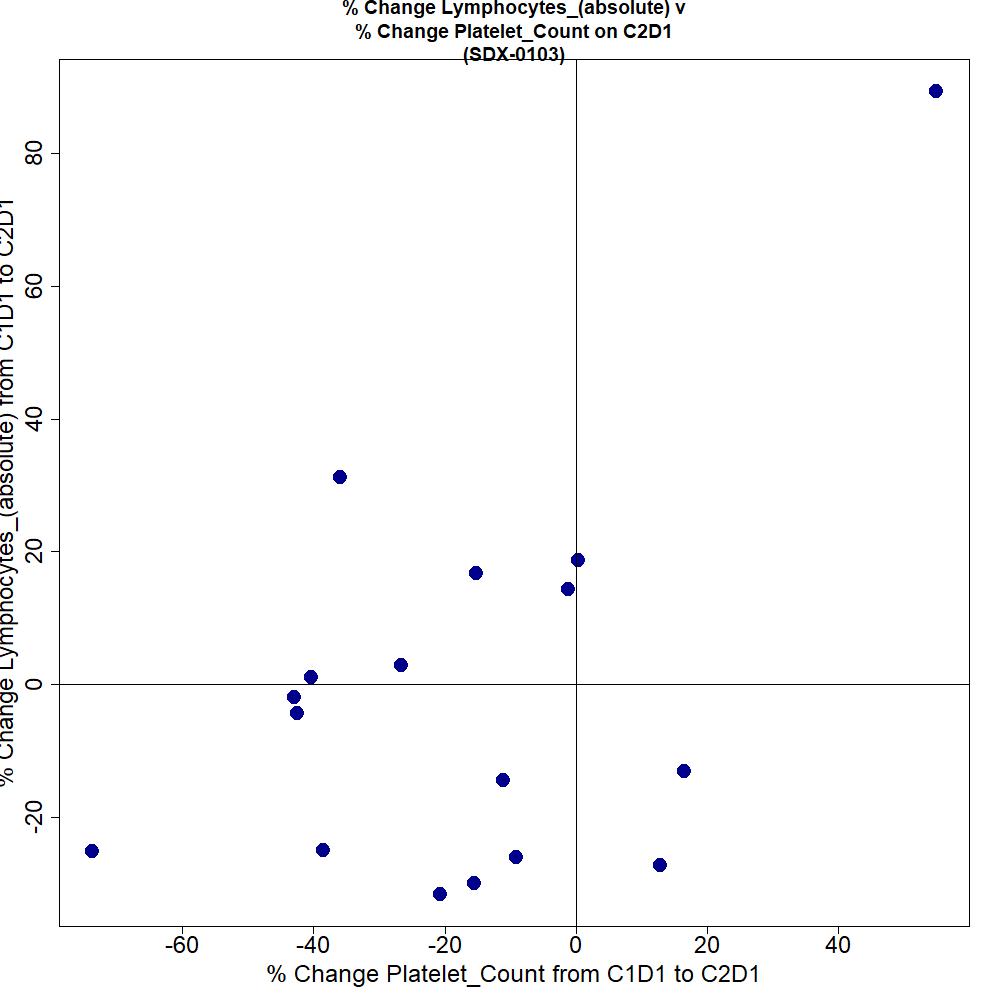 % Change Lymphocytes_(absolute) v
% Change Platelet_Count on C2D1
(SDX-0103)
% Change Lymphocytes_(absolute) from C1D1 to C2D1
80
60
40
20
0
-20
-60
-40
-20
0
20
40
% Change Platelet_Count from C1D1 to C2D1